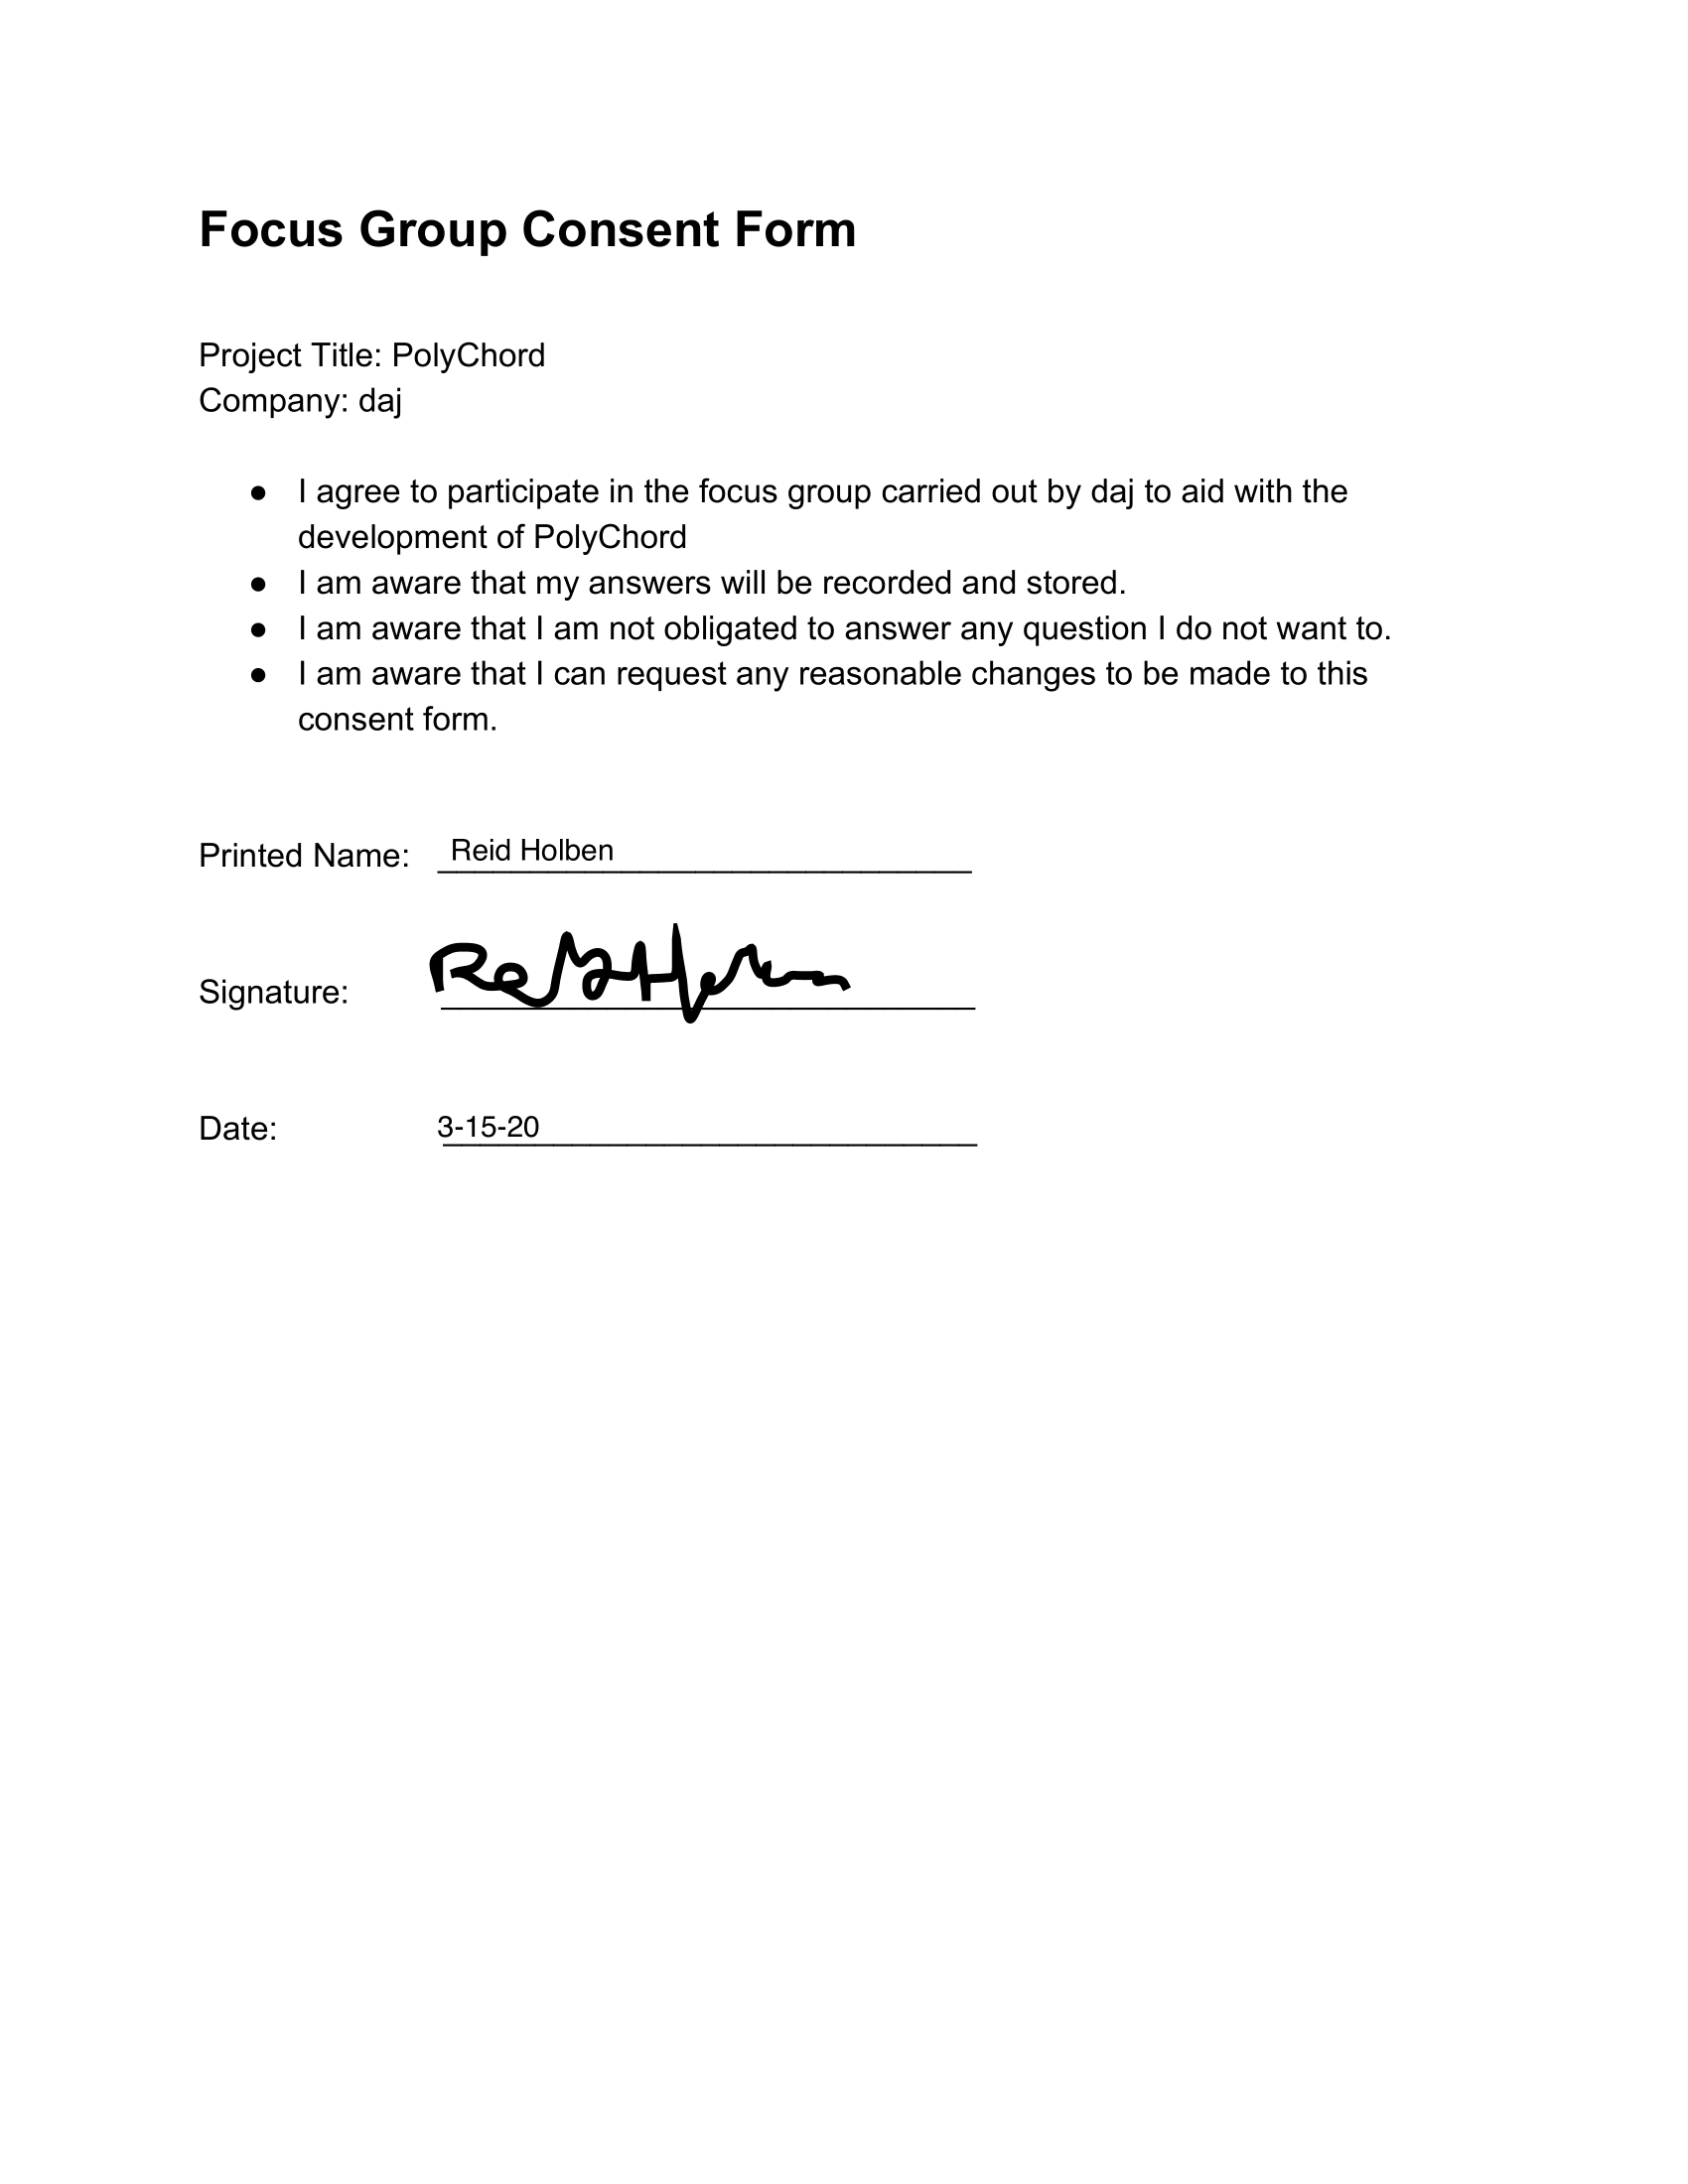 Focus Group Consent Form
Project Title: PolyChord
Company: daj
● I agree to participate in the focus group carried out by daj to aid with the
development of PolyChord
● I am aware that my answers will be recorded and stored.
● I am aware that I am not obligated to answer any question I do not want to.
● I am aware that I can request any reasonable changes to be made to this
consent form.
Printed Name: Reid Holben
Signature:
Date: 3-15-20